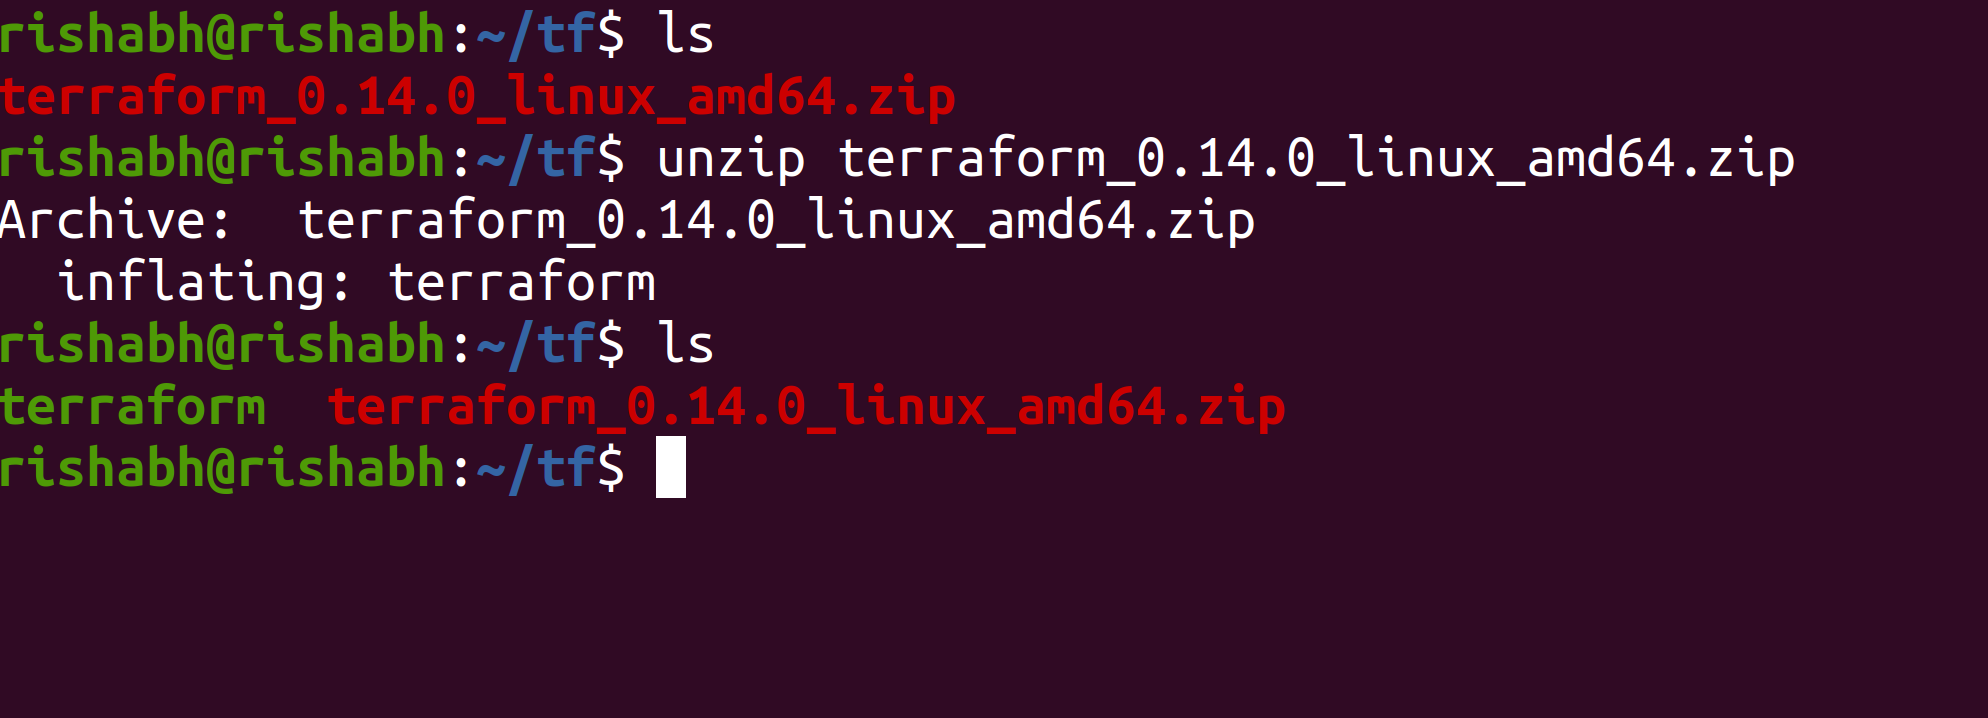 rishabh@rishabh:~/tf$ ls
terraform_0.14.0_linux_amd64.zip
rishabh@rishabh:~/tf$ unzip terraform_0.14.0_linux_amd64.zip
Archive:  terraform_0.14.0_linux_amd64.zip
  inflating: terraform
rishabh@rishabh:~/tf$ ls
terraform  terraform_0.14.0_linux_amd64.zip
rishabh@rishabh:~/tf$